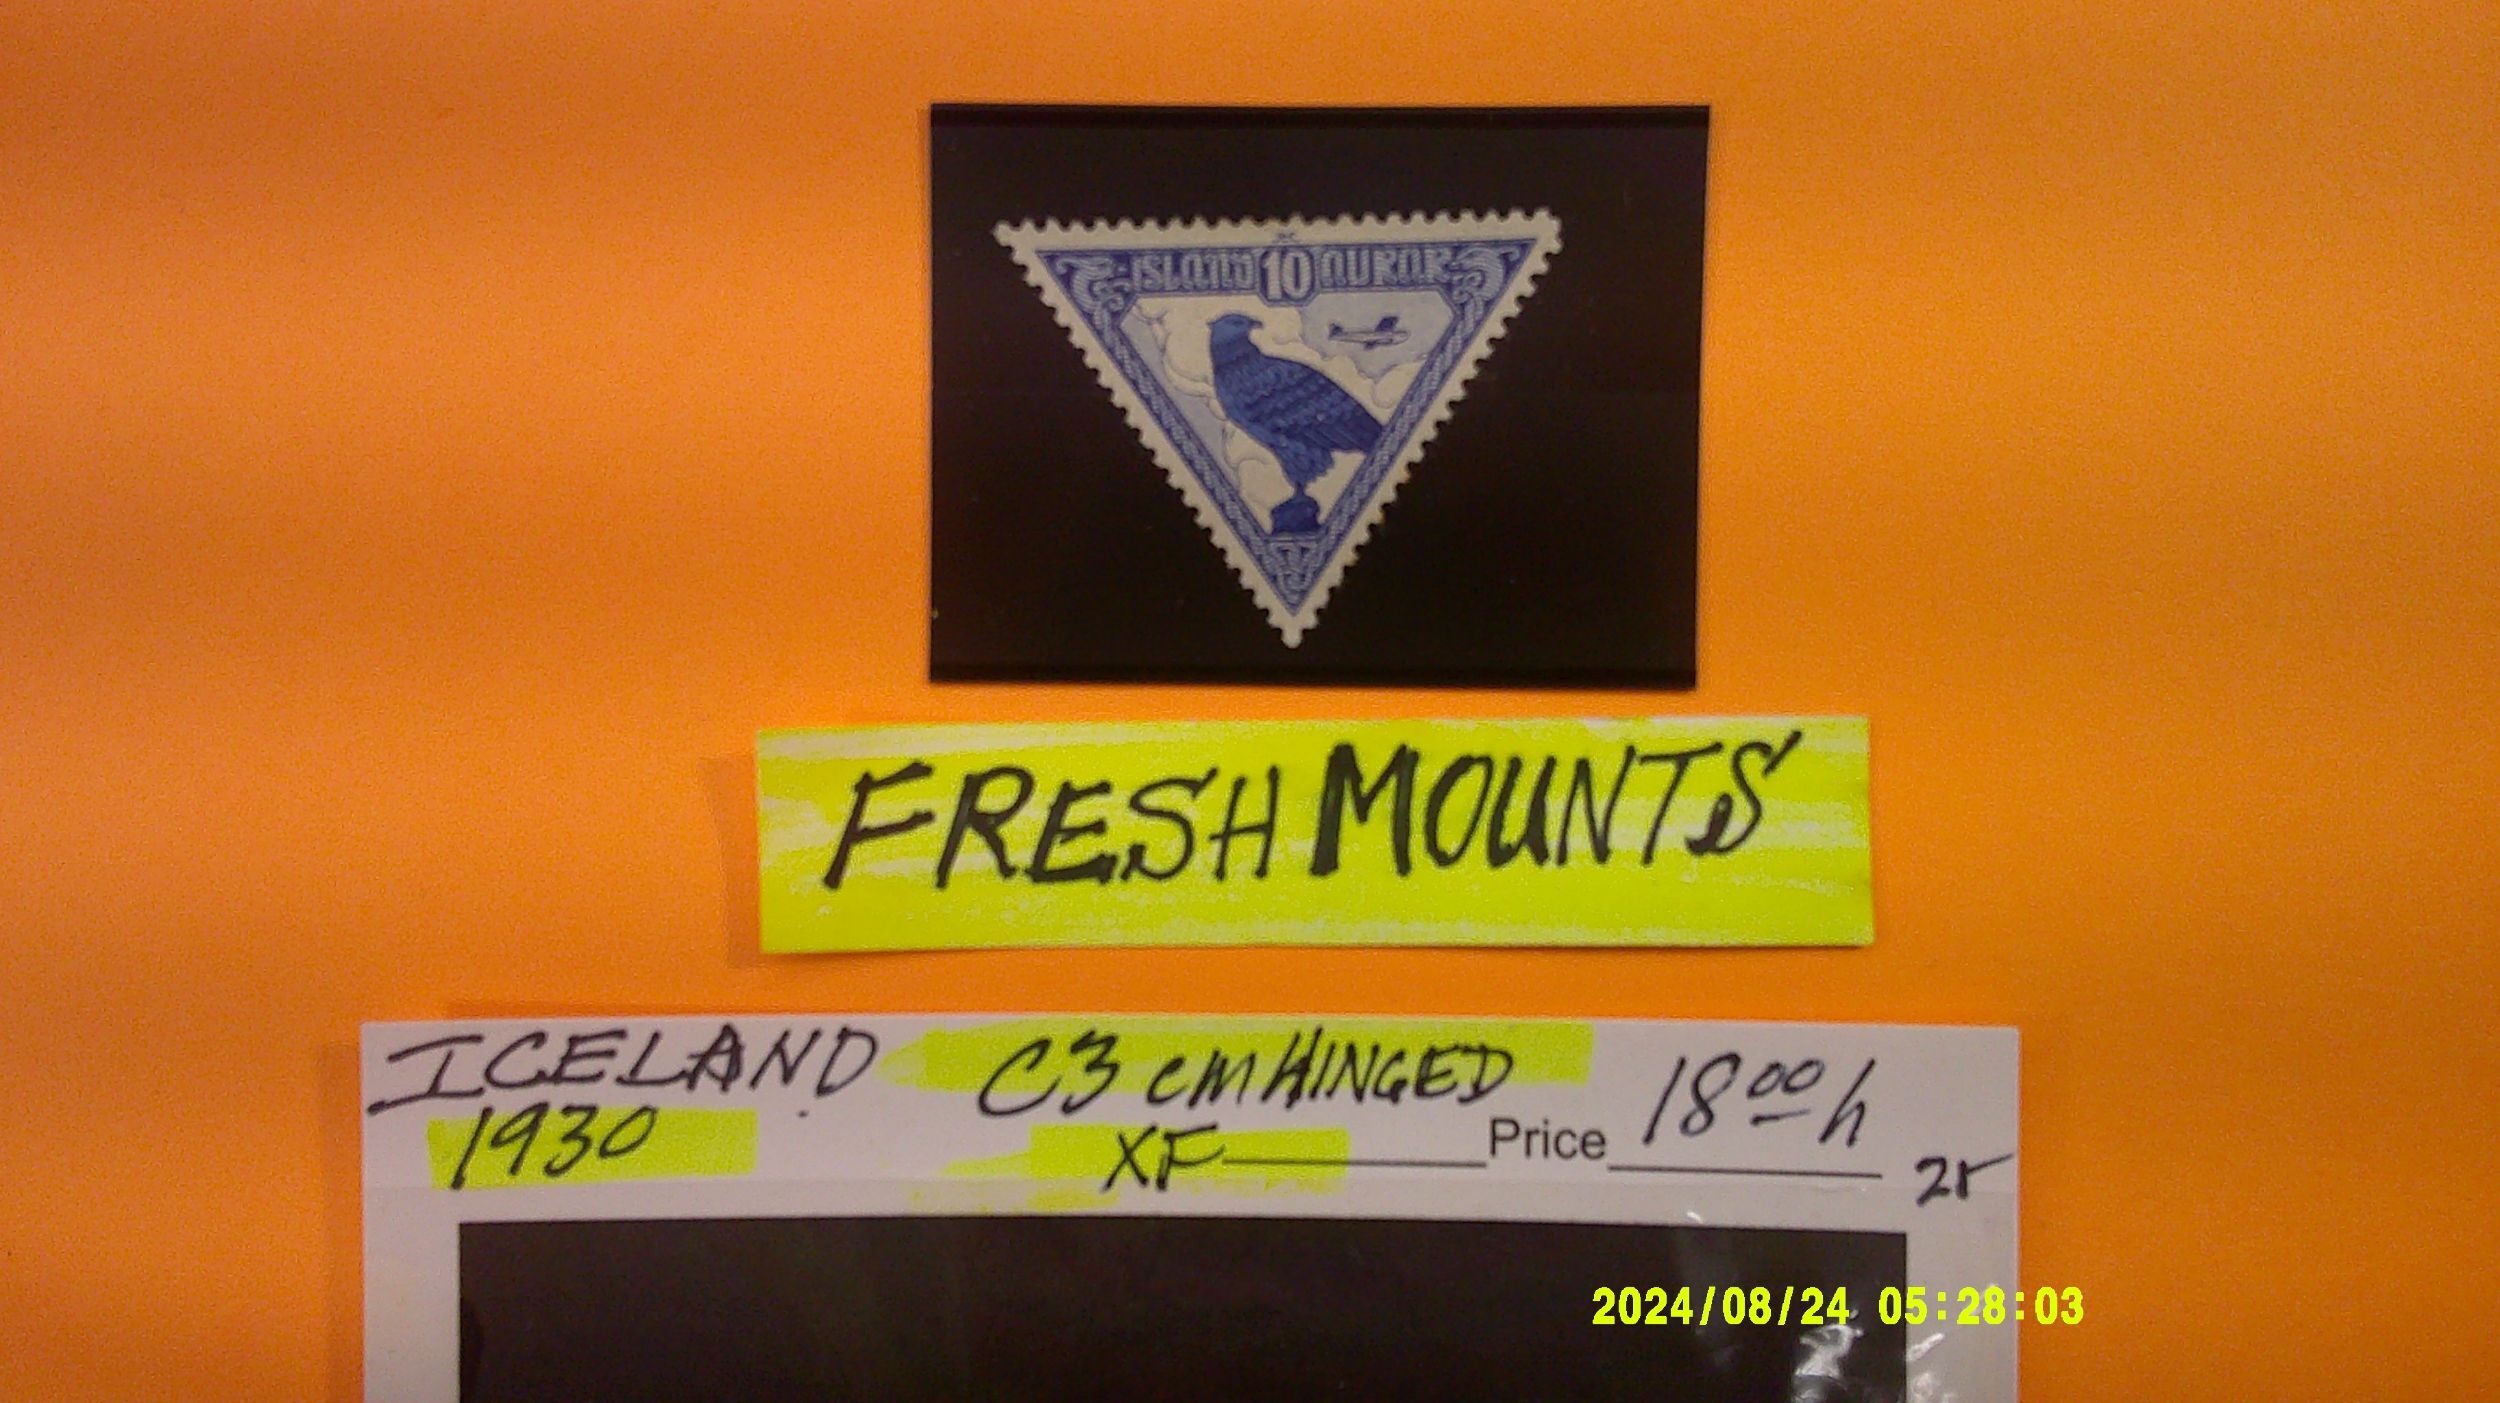 ISLAND 10 AURAR
FRESH MOUNTS
ICELAND C3 cm HINGED
1930 XF Price 18 00 h
2r
2024/08/24 05:28:03